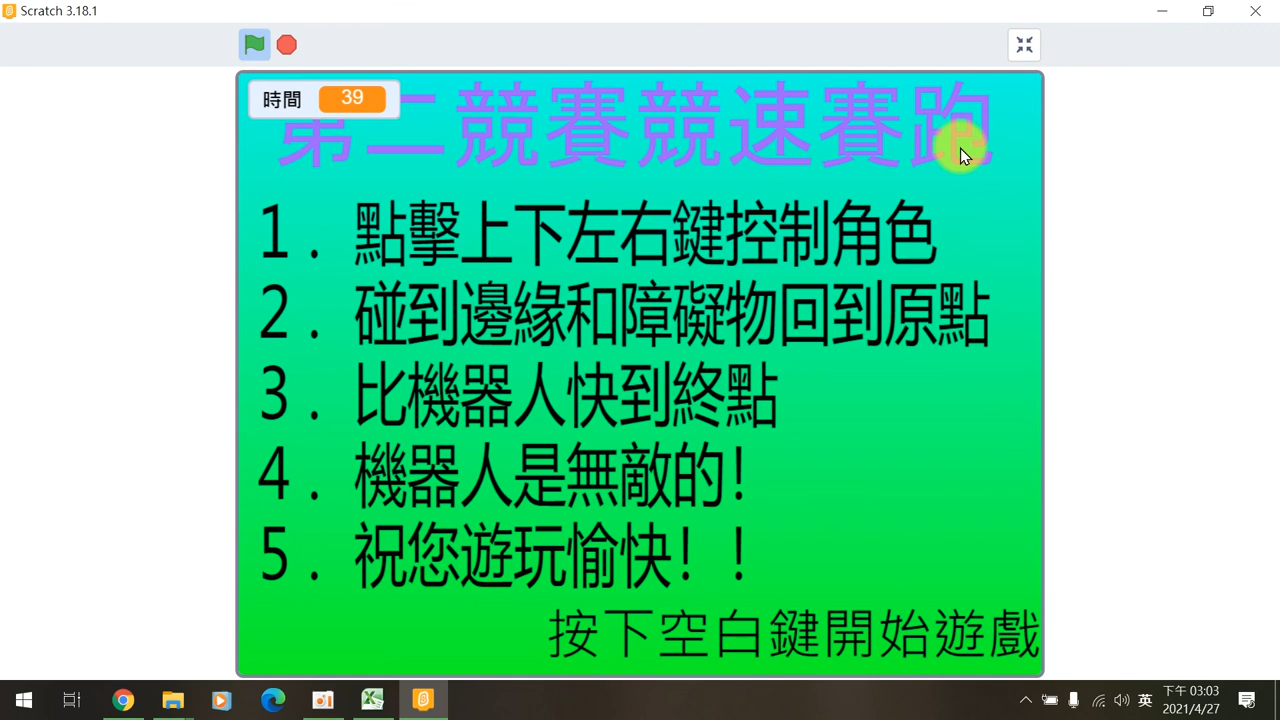 Scratch 3.18.1
時間 39
第二競賽競速賽跑
1. 點擊上下左右鍵控制角色
2. 碰到邊緣和障礙物回到原點
3. 比機器人快到終點
4. 機器人是無敵的!
5. 祝您遊玩愉快!!
按下空白鍵開始遊戲
英
下午 03:03
2021/4/27